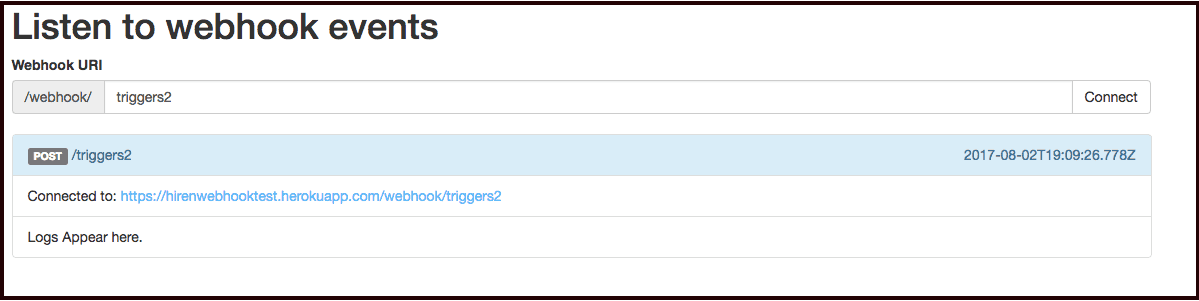 Listen to webhook events
Webhook URI
/webhook/ triggers2 Connect
POST /triggers2 2017-08-02T19:09:26.778Z
Connected to: https://hirenwebhooktest.herokuapp.com/webhook/triggers2
Logs Appear here.